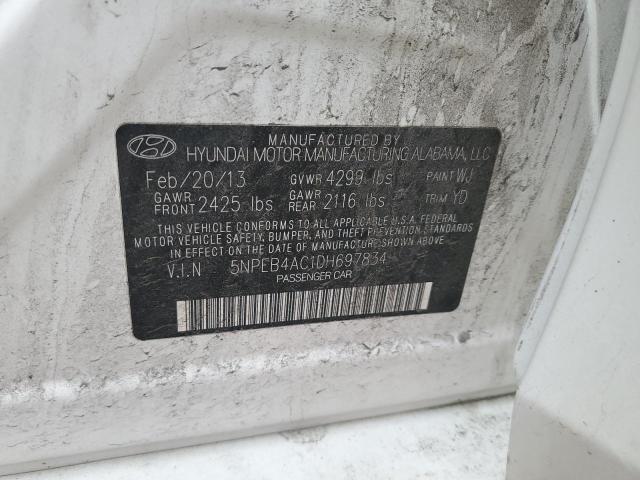 MANUFACTURED BY
HYUNDAI MOTOR MANUFACTURING ALABAMA, LLC
Feb/20/13 GVWR 4299 lbs PAINT WJ
GAWR FRONT 2425 lbs GAWR REAR 2116 lbs TRIM YD
THIS VEHICLE CONFORMS TO ALL APPLICABLE U.S.A. FEDERAL
MOTOR VEHICLE SAFETY, BUMPER, AND THEFT PREVENTION STANDARDS
IN EFFECT ON THE DATE OF MANUFACTURE SHOWN ABOVE.
V.I.N 5NPEB4AC1DH697834
PASSENGER CAR